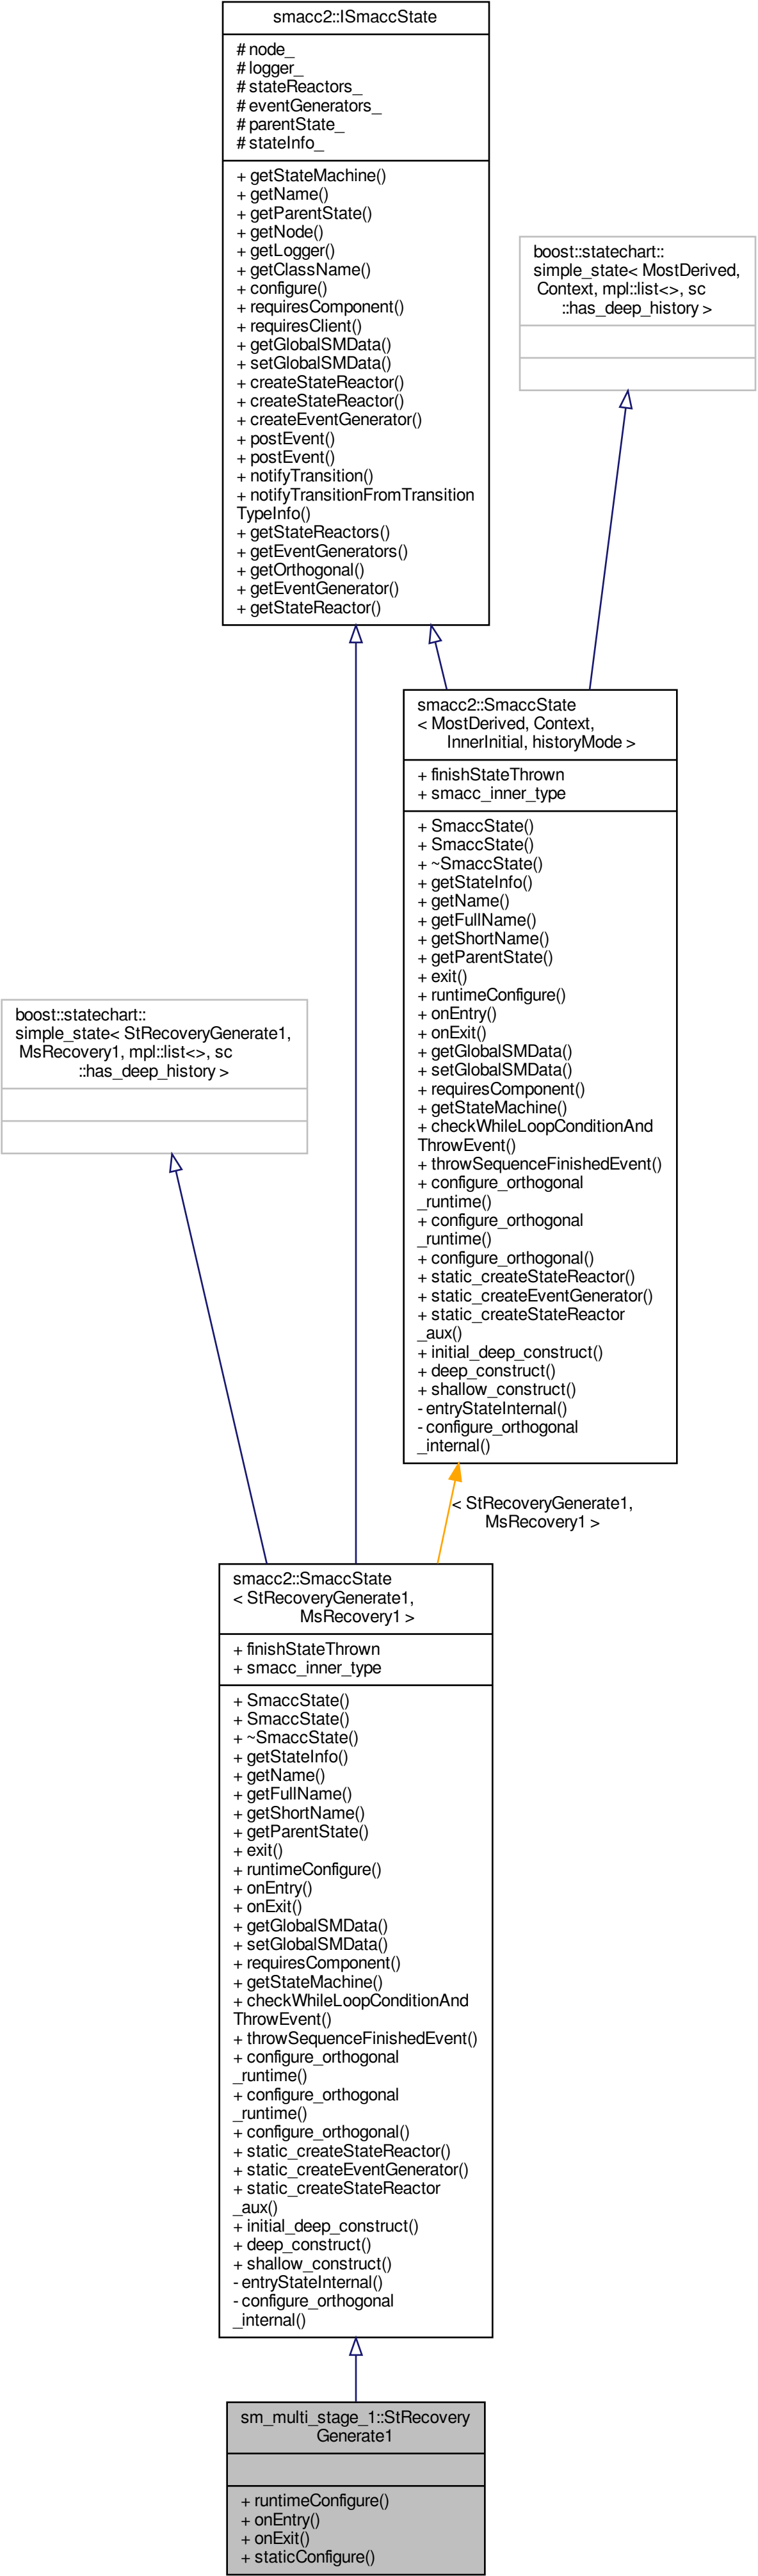 smacc2::ISmaccState
# node_
# logger_
# stateReactors_
# eventGenerators_
# parentState_
# stateInfo_
+ getStateMachine()
+ getName()
+ getParentState()
+ getNode()
+ getLogger()
+ getClassName()
+ configure()
+ requiresComponent()
+ requiresClient()
+ getGlobalSMData()
+ setGlobalSMData()
+ createStateReactor()
+ createStateReactor()
+ createEventGenerator()
+ postEvent()
+ postEvent()
+ notifyTransition()
+ notifyTransitionFromTransition
TypeInfo()
+ getStateReactors()
+ getEventGenerators()
+ getOrthogonal()
+ getEventGenerator()
+ getStateReactor()
boost::statechart::
simple_state< MostDerived,
Context, mpl::list<>, sc
::has_deep_history >
smacc2::SmaccState
< MostDerived, Context,
InnerInitial, historyMode >
+ finishStateThrown
+ smacc_inner_type
+ SmaccState()
+ SmaccState()
+ ~SmaccState()
+ getStateInfo()
+ getName()
+ getFullName()
+ getShortName()
+ getParentState()
+ exit()
+ runtimeConfigure()
+ onEntry()
+ onExit()
+ getGlobalSMData()
+ setGlobalSMData()
+ requiresComponent()
+ getStateMachine()
+ checkWhileLoopConditionAnd
ThrowEvent()
+ throwSequenceFinishedEvent()
+ configure_orthogonal
_runtime()
+ configure_orthogonal
_runtime()
+ configure_orthogonal()
+ static_createStateReactor()
+ static_createEventGenerator()
+ static_createStateReactor
_aux()
+ initial_deep_construct()
+ deep_construct()
+ shallow_construct()
- entryStateInternal()
- configure_orthogonal
_internal()
boost::statechart::
simple_state< StRecoveryGenerate1,
MsRecovery1, mpl::list<>, sc
::has_deep_history >
< StRecoveryGenerate1,
MsRecovery1 >
smacc2::SmaccState
< StRecoveryGenerate1,
MsRecovery1 >
+ finishStateThrown
+ smacc_inner_type
+ SmaccState()
+ SmaccState()
+ ~SmaccState()
+ getStateInfo()
+ getName()
+ getFullName()
+ getShortName()
+ getParentState()
+ exit()
+ runtimeConfigure()
+ onEntry()
+ onExit()
+ getGlobalSMData()
+ setGlobalSMData()
+ requiresComponent()
+ getStateMachine()
+ checkWhileLoopConditionAnd
ThrowEvent()
+ throwSequenceFinishedEvent()
+ configure_orthogonal
_runtime()
+ configure_orthogonal
_runtime()
+ configure_orthogonal()
+ static_createStateReactor()
+ static_createEventGenerator()
+ static_createStateReactor
_aux()
+ initial_deep_construct()
+ deep_construct()
+ shallow_construct()
- entryStateInternal()
- configure_orthogonal
_internal()
sm_multi_stage_1::StRecovery
Generate1
+ runtimeConfigure()
+ onEntry()
+ onExit()
+ staticConfigure()